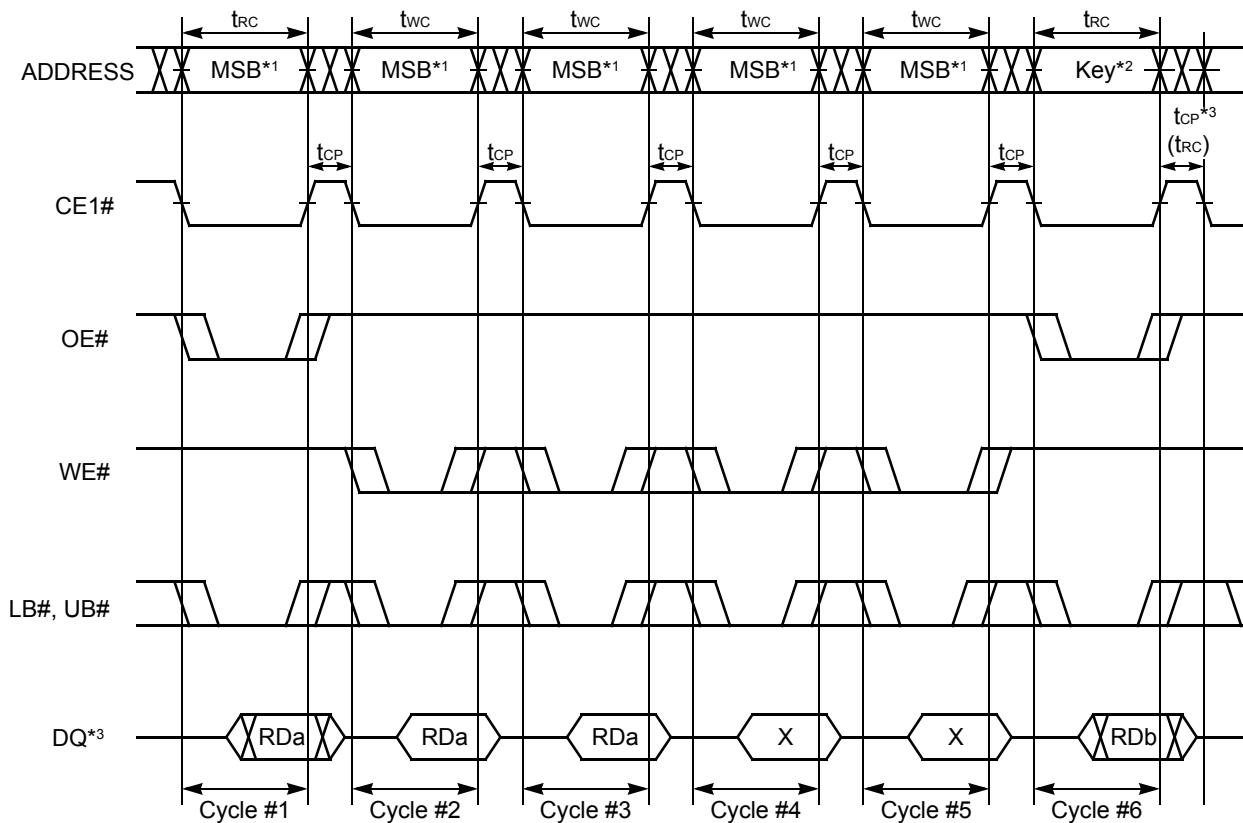 tRC tWC tWC tWC tWC tRC
ADDRESS MSB*1 MSB*1 MSB*1 MSB*1 MSB*1 Key*2
tCP*3
(tRC)
tCP tCP tCP tCP tCP
CE1#
OE#
WE#
LB#, UB#
DQ*3 RDa RDa RDa X X RDb
Cycle #1 Cycle #2 Cycle #3 Cycle #4 Cycle #5 Cycle #6